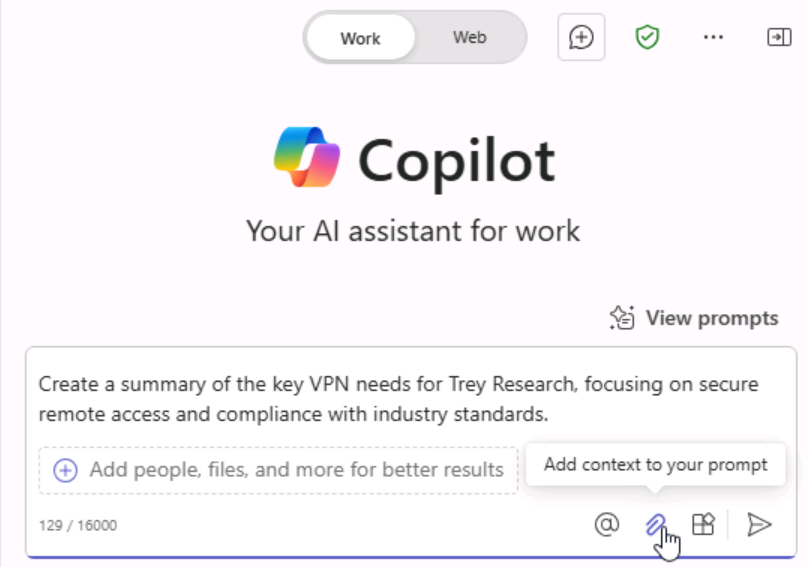 Work Web
Copilot
Your AI assistant for work
View prompts
Create a summary of the key VPN needs for Trey Research, focusing on secure
remote access and compliance with industry standards.
Add people, files, and more for better results
Add context to your prompt
129 / 16000